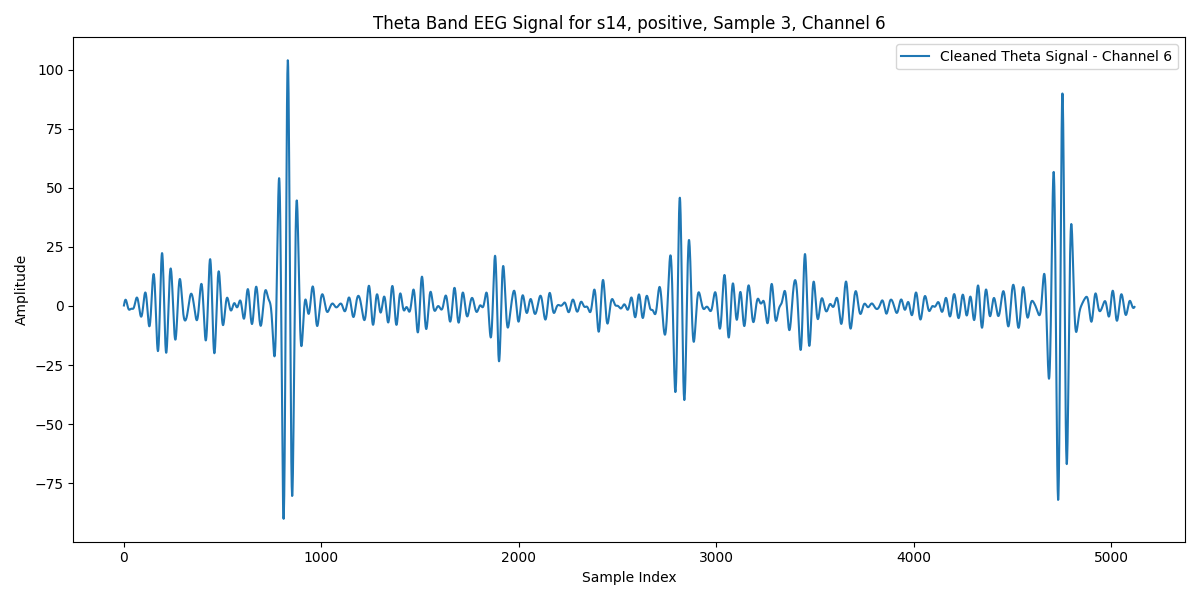 Theta Band EEG Signal for s14, positive, Sample 3, Channel 6
Cleaned Theta Signal - Channel 6
Amplitude
100
75
50
25
0
−25
−50
−75
0 1000 2000 3000 4000 5000
Sample Index